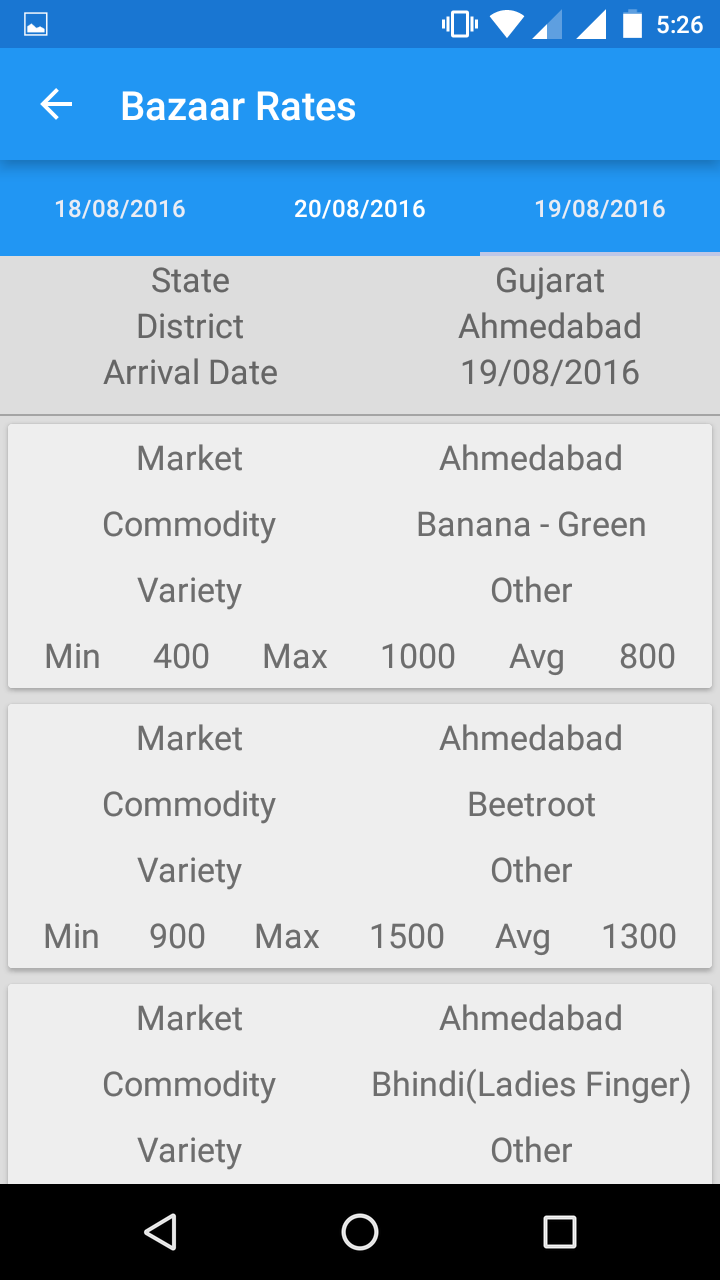 5:26
Bazaar Rates
18/08/2016 20/08/2016 19/08/2016
State Gujarat
District Ahmedabad
Arrival Date 19/08/2016
Market Ahmedabad
Commodity Banana - Green
Variety Other
Min 400 Max 1000 Avg 800
Market Ahmedabad
Commodity Beetroot
Variety Other
Min 900 Max 1500 Avg 1300
Market Ahmedabad
Commodity Bhindi(Ladies Finger)
Variety Other